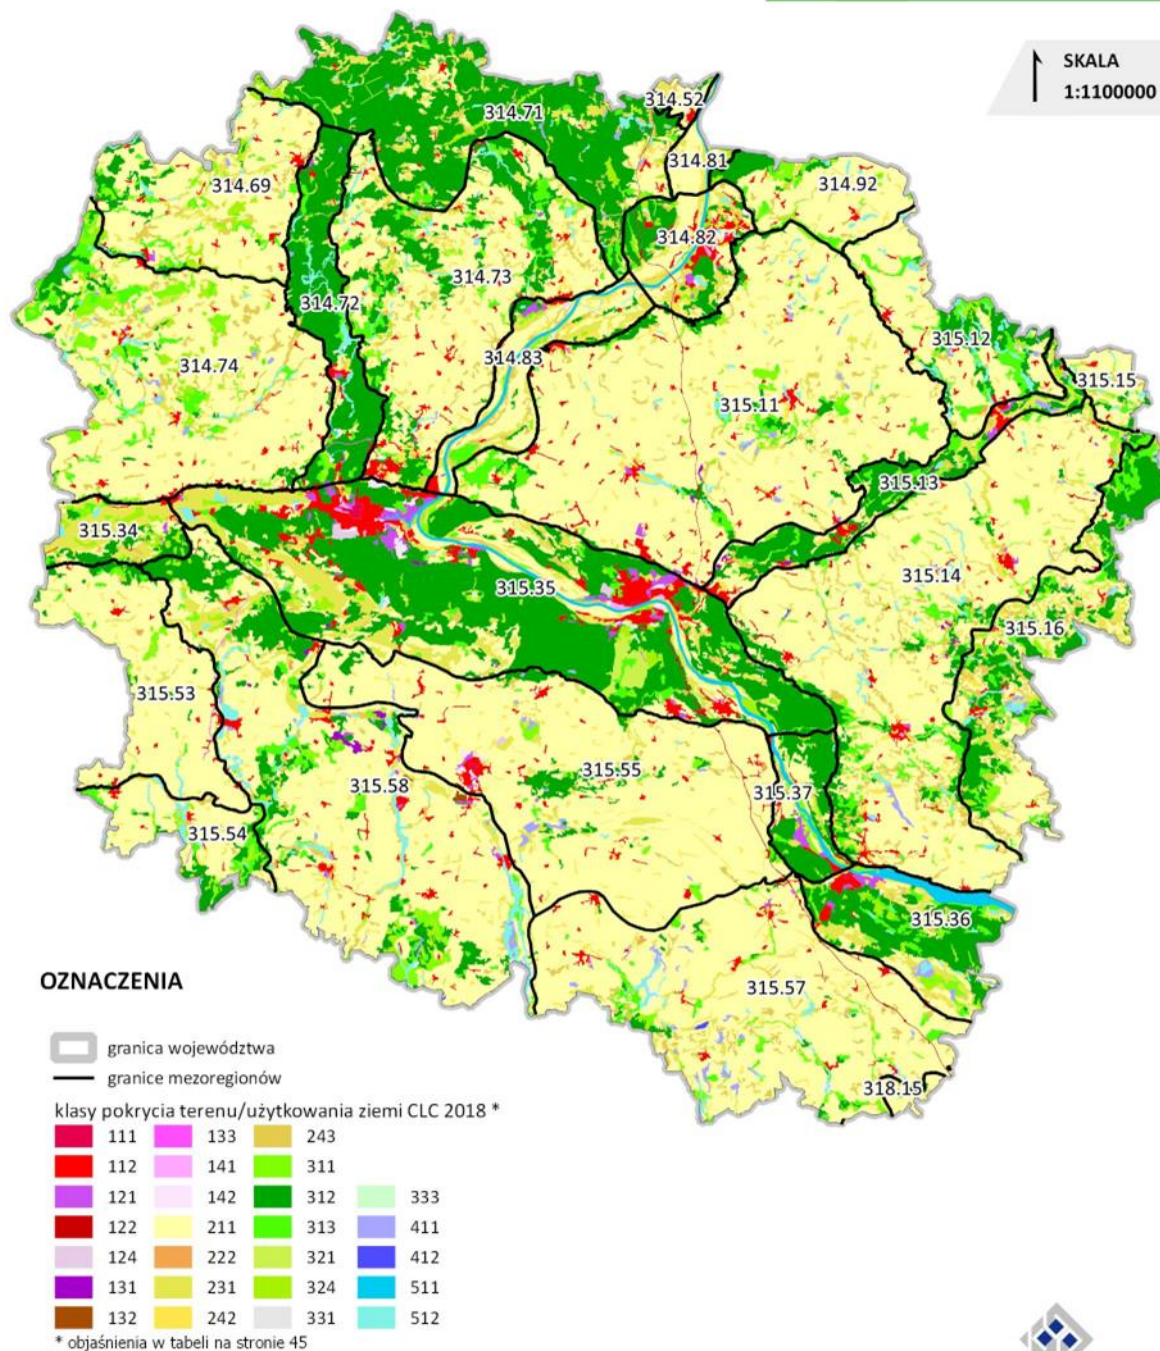 SKALA
1:1100000
314.52
314.71
314.81
314.69
314.92
314.82
314.73
314.72
315.12
314.83
314.74
315.15
315.11
315.13
315.34
315.14
315.35
315.16
315.53
315.55
315.58
315.37
315.54
315.36
315.57
318.15
OZNACZENIA
granica województwa
granice mezoregionów
klasy pokrycia terenu/użytkowania ziemi CLC 2018 *
111 133 243
112 141 311
121 142 312 333
122 211 313 411
124 222 321 412
131 231 324 511
132 242 331 512
* objaśnienia w tabeli na stronie 45